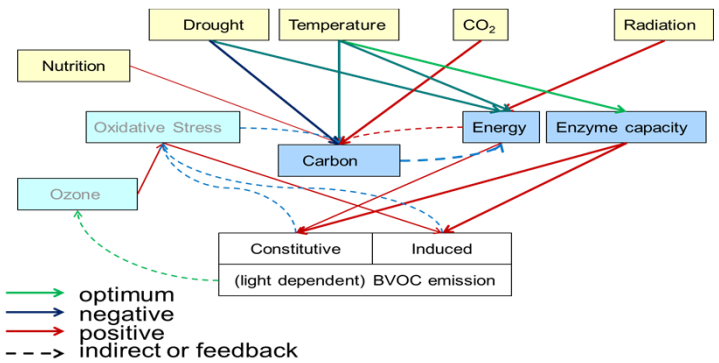 Drought
Temperature
CO₂
Radiation
Nutrition
Oxidative Stress
Energy
Enzyme capacity
Carbon
Ozone
Constitutive
Induced
(light dependent) BVOC emission
optimum
negative
positive
indirect or feedback